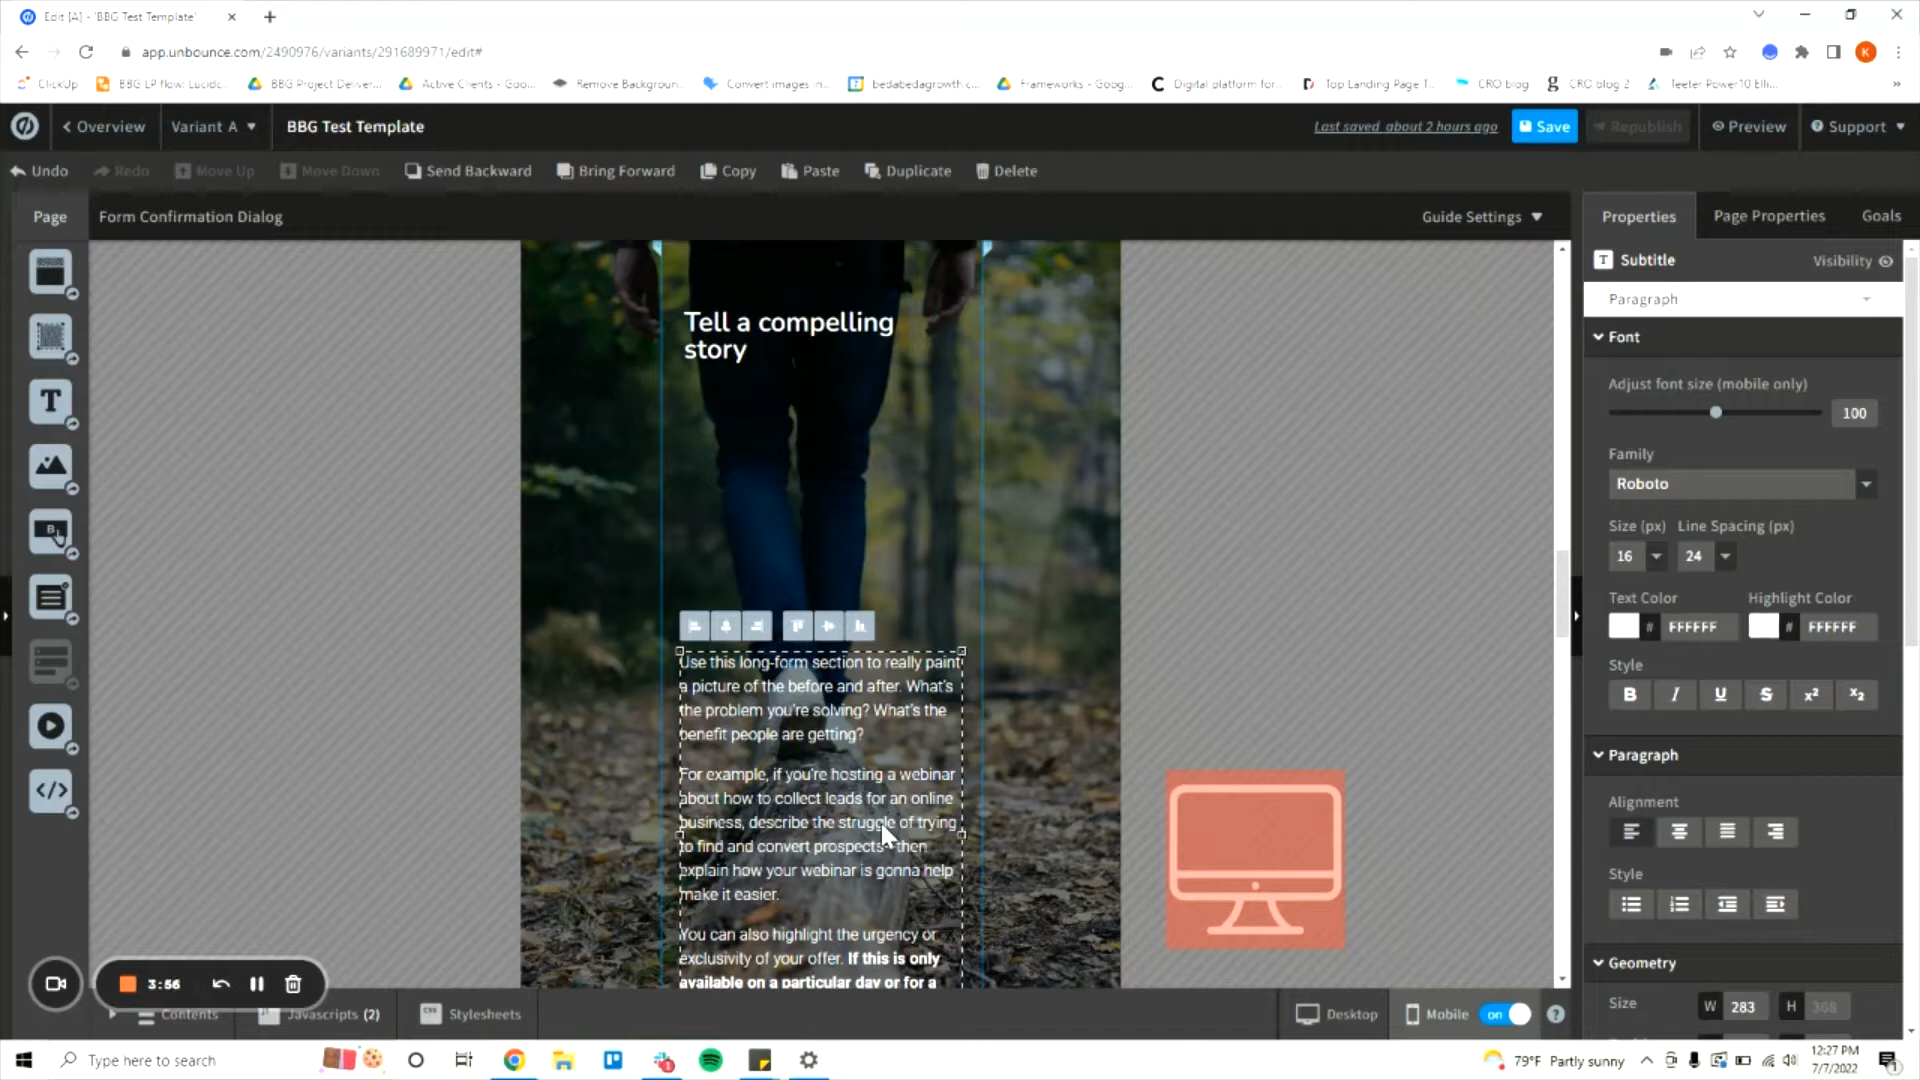 Edit [A] - 'BBG Test Template'
app.unbounce.com/2490976/variants/291689971/edit#
ClickUp BBG LP flow: Lucidc... BBG Project Deliver... Active Clients - Goo... Remove Backgroun... Convert images in... bedabedagrowth.c... Frameworks - Goog... Digital platform for... Top Landing Page T... CRO blog CRO blog 2 Teeter Power10 Elli...
Overview Variant A BBG Test Template Last saved about 2 hours ago Save Republish Preview Support
Undo Redo Move Up Move Down Send Backward Bring Forward Copy Paste Duplicate Delete
Page Form Confirmation Dialog Guide Settings Properties Page Properties Goals
T Subtitle Visibility
Paragraph
Font
Adjust font size (mobile only)
100
Family
Roboto
Size (px) Line Spacing (px)
16 24
Text Color Highlight Color
# FFFFFF # FFFFFF
Style
B I U S x² x₂
Paragraph
Alignment
Style
Geometry
Size W 283 H 368
Tell a compelling
story
Use this long-form section to really paint
a picture of the before and after. What's
the problem you're solving? What's the
benefit people are getting?
For example, if you're hosting a webinar
about how to collect leads for an online
business, describe the struggle of trying
to find and convert prospects- then
explain how your webinar is gonna help
make it easier.
You can also highlight the urgency or
exclusivity of your offer. If this is only
available on a particular day or for a
3:56
Contents Javascripts (2) Stylesheets Desktop Mobile on
Type here to search
79°F Partly sunny
12:27 PM
7/7/2022